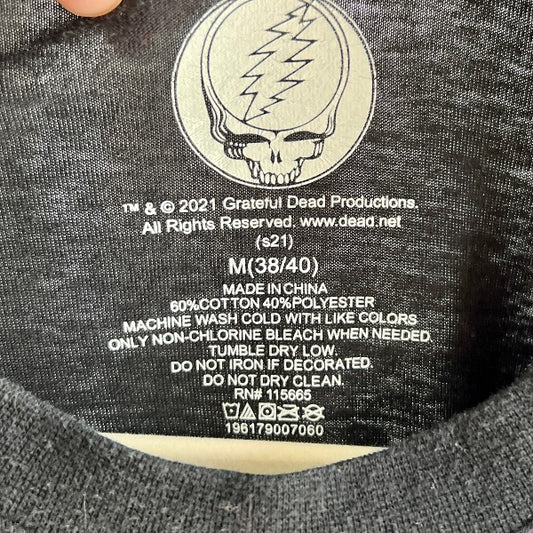 ™ & © 2021 Grateful Dead Productions.
All Rights Reserved. www.dead.net
(s21)
M(38/40)
MADE IN CHINA
60%COTTON 40%POLYESTER
MACHINE WASH COLD WITH LIKE COLORS
ONLY NON-CHLORINE BLEACH WHEN NEEDED.
TUMBLE DRY LOW.
DO NOT IRON IF DECORATED.
DO NOT DRY CLEAN.
RN# 115665
196179007060